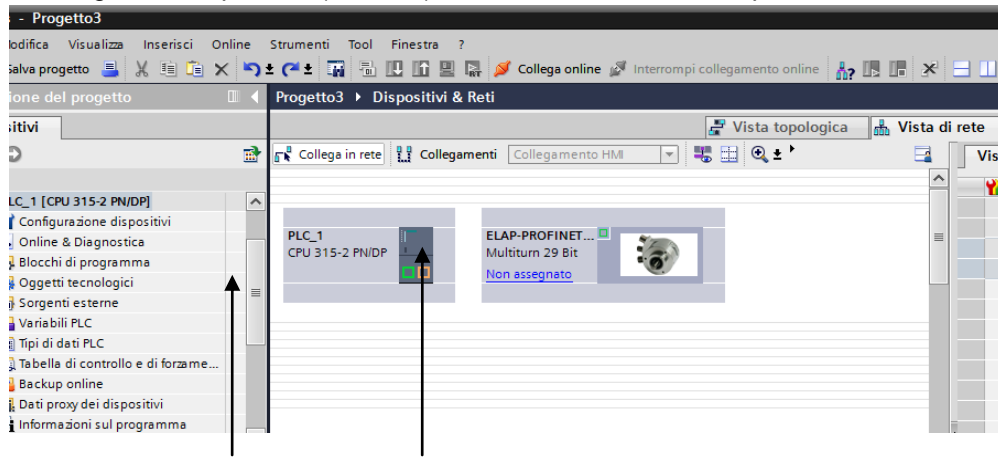 - Progetto3
Modifica Visualizza Inserisci Online Strumenti Tool Finestra ?
Salva progetto Collega online Interrompi collegamento online
ione del progetto
Progetto3 ▸ Dispositivi & Reti
sitivi
Vista topologica Vista di rete
Collega in rete Collegamenti Collegamento HMI
Vis
LC_1 [CPU 315-2 PN/DP]
Configurazione dispositivi
Online & Diagnostica
Blocchi di programma
Oggetti tecnologici
Sorgenti esterne
Variabili PLC
Tipi di dati PLC
Tabella di controllo e di forzame...
Backup online
Dati proxy dei dispositivi
Informazioni sul programma
PLC_1
CPU 315-2 PN/DP
ELAP-PROFINET...
Multiturn 29 Bit
Non assegnato